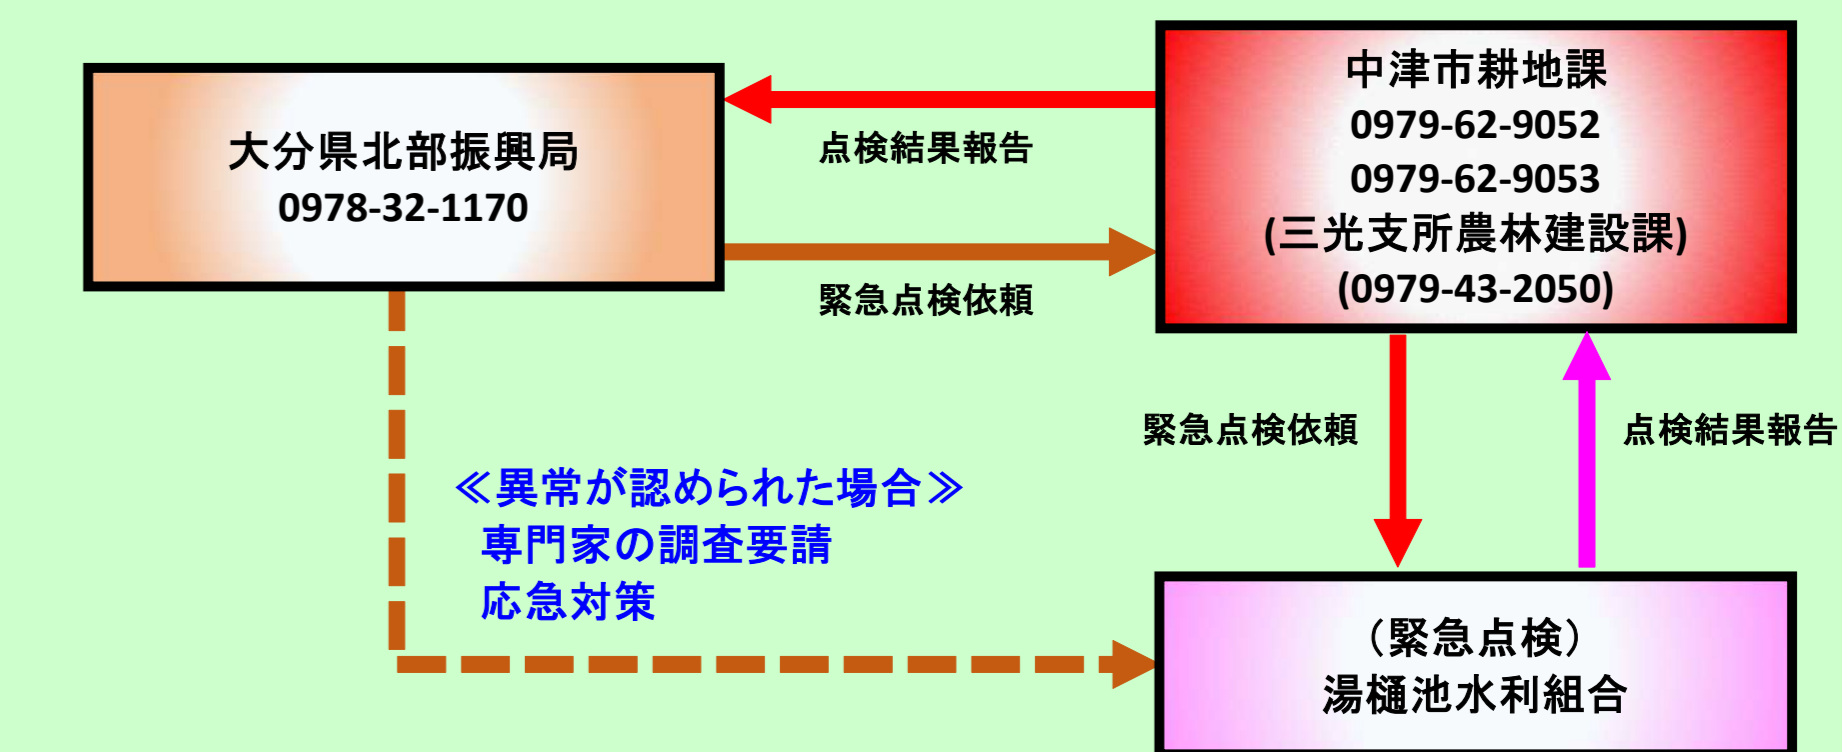 大分県北部振興局
0978-32-1170
点検結果報告
緊急点検依頼
中津市耕地課
0979-62-9052
0979-62-9053
(三光支所農林建設課)
(0979-43-2050)
緊急点検依頼
点検結果報告
≪異常が認められた場合≫
専門家の調査要請
応急対策
（緊急点検）
湯樋池水利組合